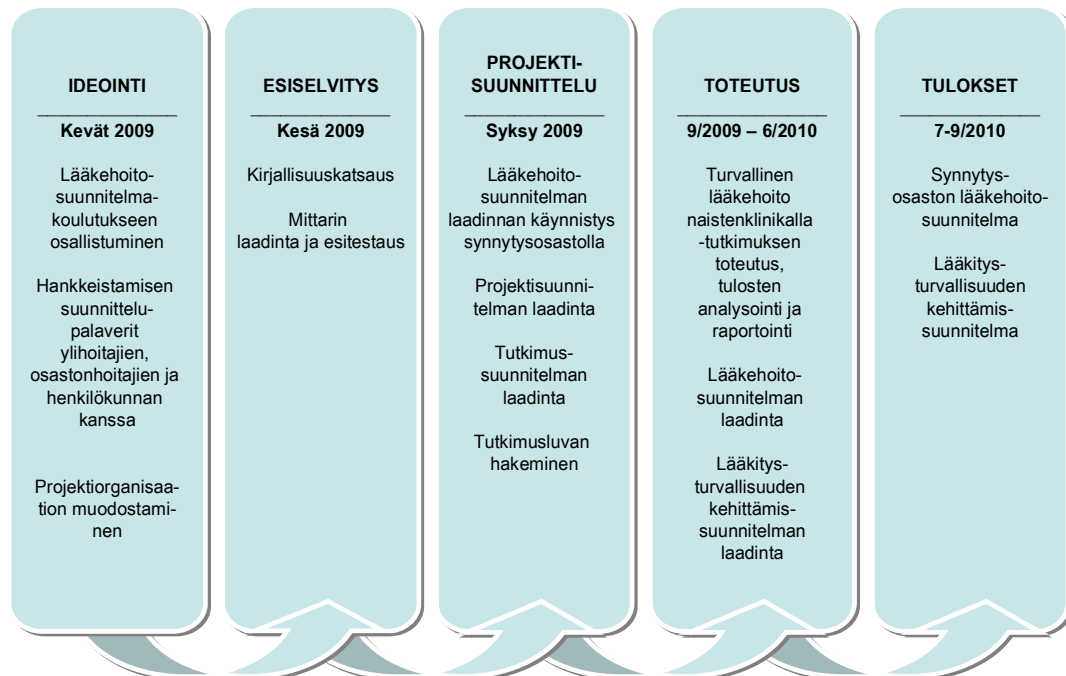 IDEOINTI
Kevät 2009
Lääkehoito-
suunnitelma-
koulutukseen
osallistuminen
Hankkeistamisen
suunnittelu-
palaverit
ylihoitajien,
osastonhoitajien ja
henkilökunnan
kanssa
Projektiorganisaa-
tion muodostami-
nen
ESISELVITYS
Kesä 2009
Kirjallisuuskatsaus
Mittarin
laadinta ja esitestaus
PROJEKTI-
SUUNNITTELU
Syksy 2009
Lääkehoito-
suunnitelman
laadinnan käynnistys
synnytysosastolla
Projektisuunni-
telman laadinta
Tutkimus-
suunnitelman
laadinta
Tutkimusluvan
hakeminen
TOTEUTUS
9/2009 – 6/2010
Turvallinen
lääkehoito
naistenklinikalla
-tutkimuksen
toteutus,
tulosten
analysointi ja
raportointi
Lääkehoito-
suunnitelman
laadinta
Lääkitys-
turvallisuuden
kehittämis-
suunnitelman
laadinta
TULOKSET
7-9/2010
Synnytys-
osaston lääkehoito-
suunnitelma
Lääkitys-
turvallisuuden
kehittämis-
suunnitelma